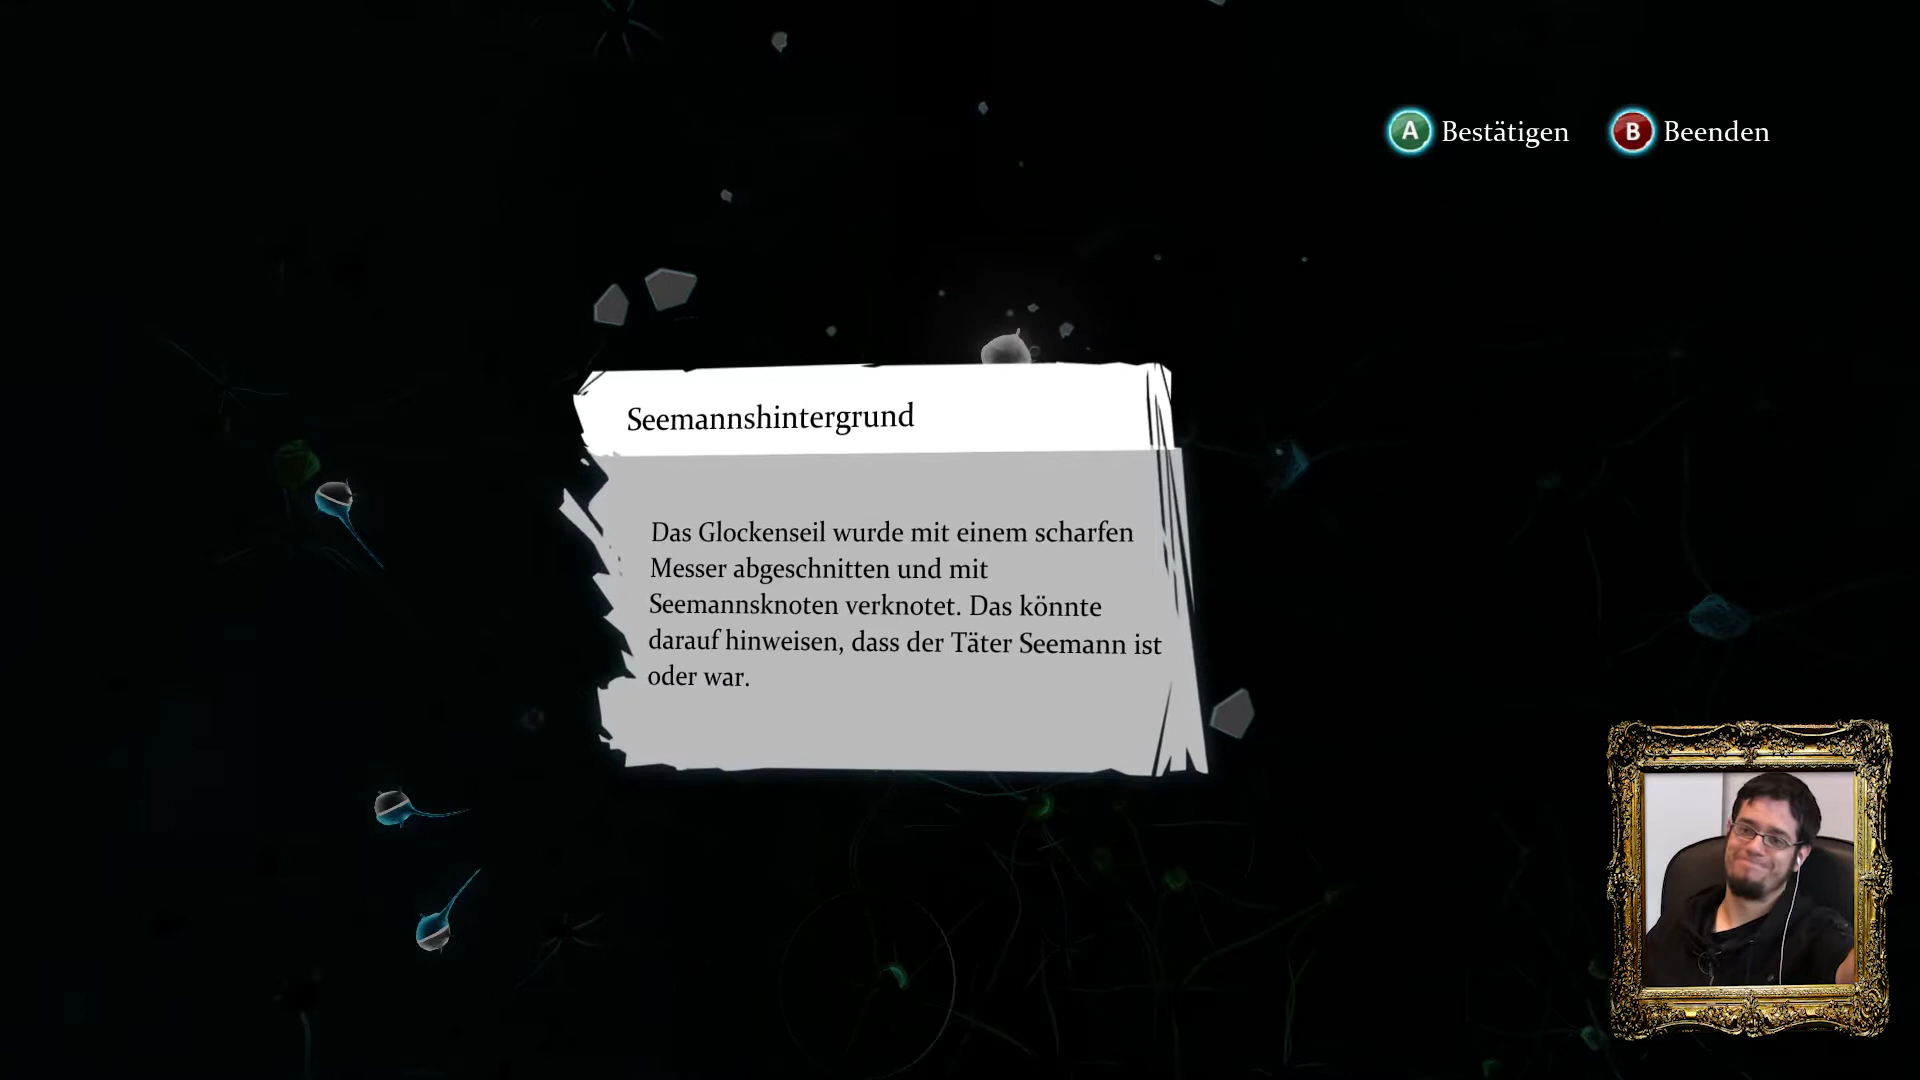 A Bestätigen B Beenden
Seemannshintergrund
Das Glockenseil wurde mit einem scharfen
Messer abgeschnitten und mit
Seemannsknoten verknotet. Das könnte
darauf hinweisen, dass der Täter Seemann ist
oder war.